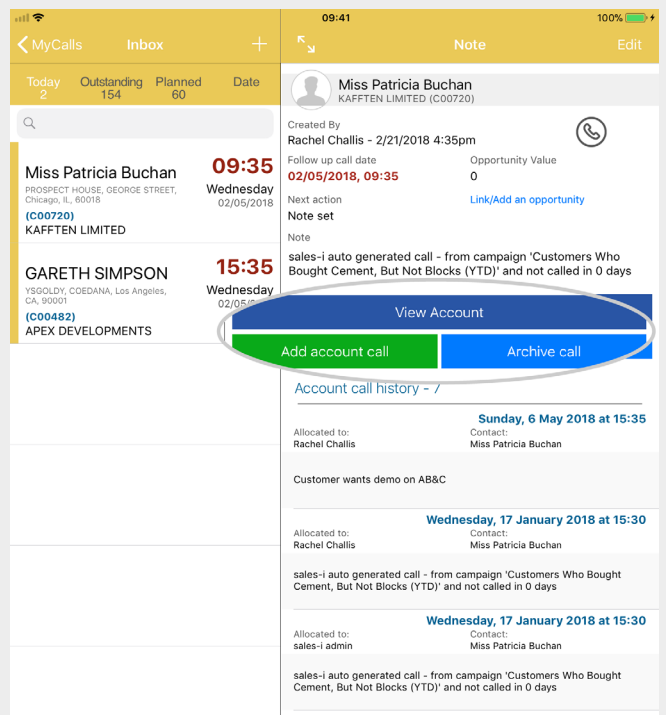 09:41
100%
MyCalls
Inbox
+
Note
Edit
Today
2
Outstanding
154
Planned
60
Date
Miss Patricia Buchan
PROSPECT HOUSE, GEORGE STREET,
Chicago, IL, 60018
(C00720)
KAFFTEN LIMITED
09:35
Wednesday
02/05/2018
GARETH SIMPSON
YSGOLDY, COEDANA, Los Angeles,
CA, 90001
(C00482)
APEX DEVELOPMENTS
15:35
Wednesday
02/05/
Miss Patricia Buchan
KAFFTEN LIMITED (C00720)
Created By
Rachel Challis - 2/21/2018 4:35pm
Follow up call date
02/05/2018, 09:35
Opportunity Value
0
Next action
Note set
Link/Add an opportunity
Note
sales-i auto generated call - from campaign 'Customers Who
Bought Cement, But Not Blocks (YTD)' and not called in 0 days
View Account
Add account call
Archive call
Account call history - 7
Sunday, 6 May 2018 at 15:35
Allocated to:
Rachel Challis
Contact:
Miss Patricia Buchan
Customer wants demo on AB&C
Wednesday, 17 January 2018 at 15:30
Allocated to:
Rachel Challis
Contact:
Miss Patricia Buchan
sales-i auto generated call - from campaign 'Customers Who Bought
Cement, But Not Blocks (YTD)' and not called in 0 days
Wednesday, 17 January 2018 at 15:30
Allocated to:
sales-i admin
Contact:
Miss Patricia Buchan
sales-i auto generated call - from campaign 'Customers Who Bought
Cement, But Not Blocks (YTD)' and not called in 0 days